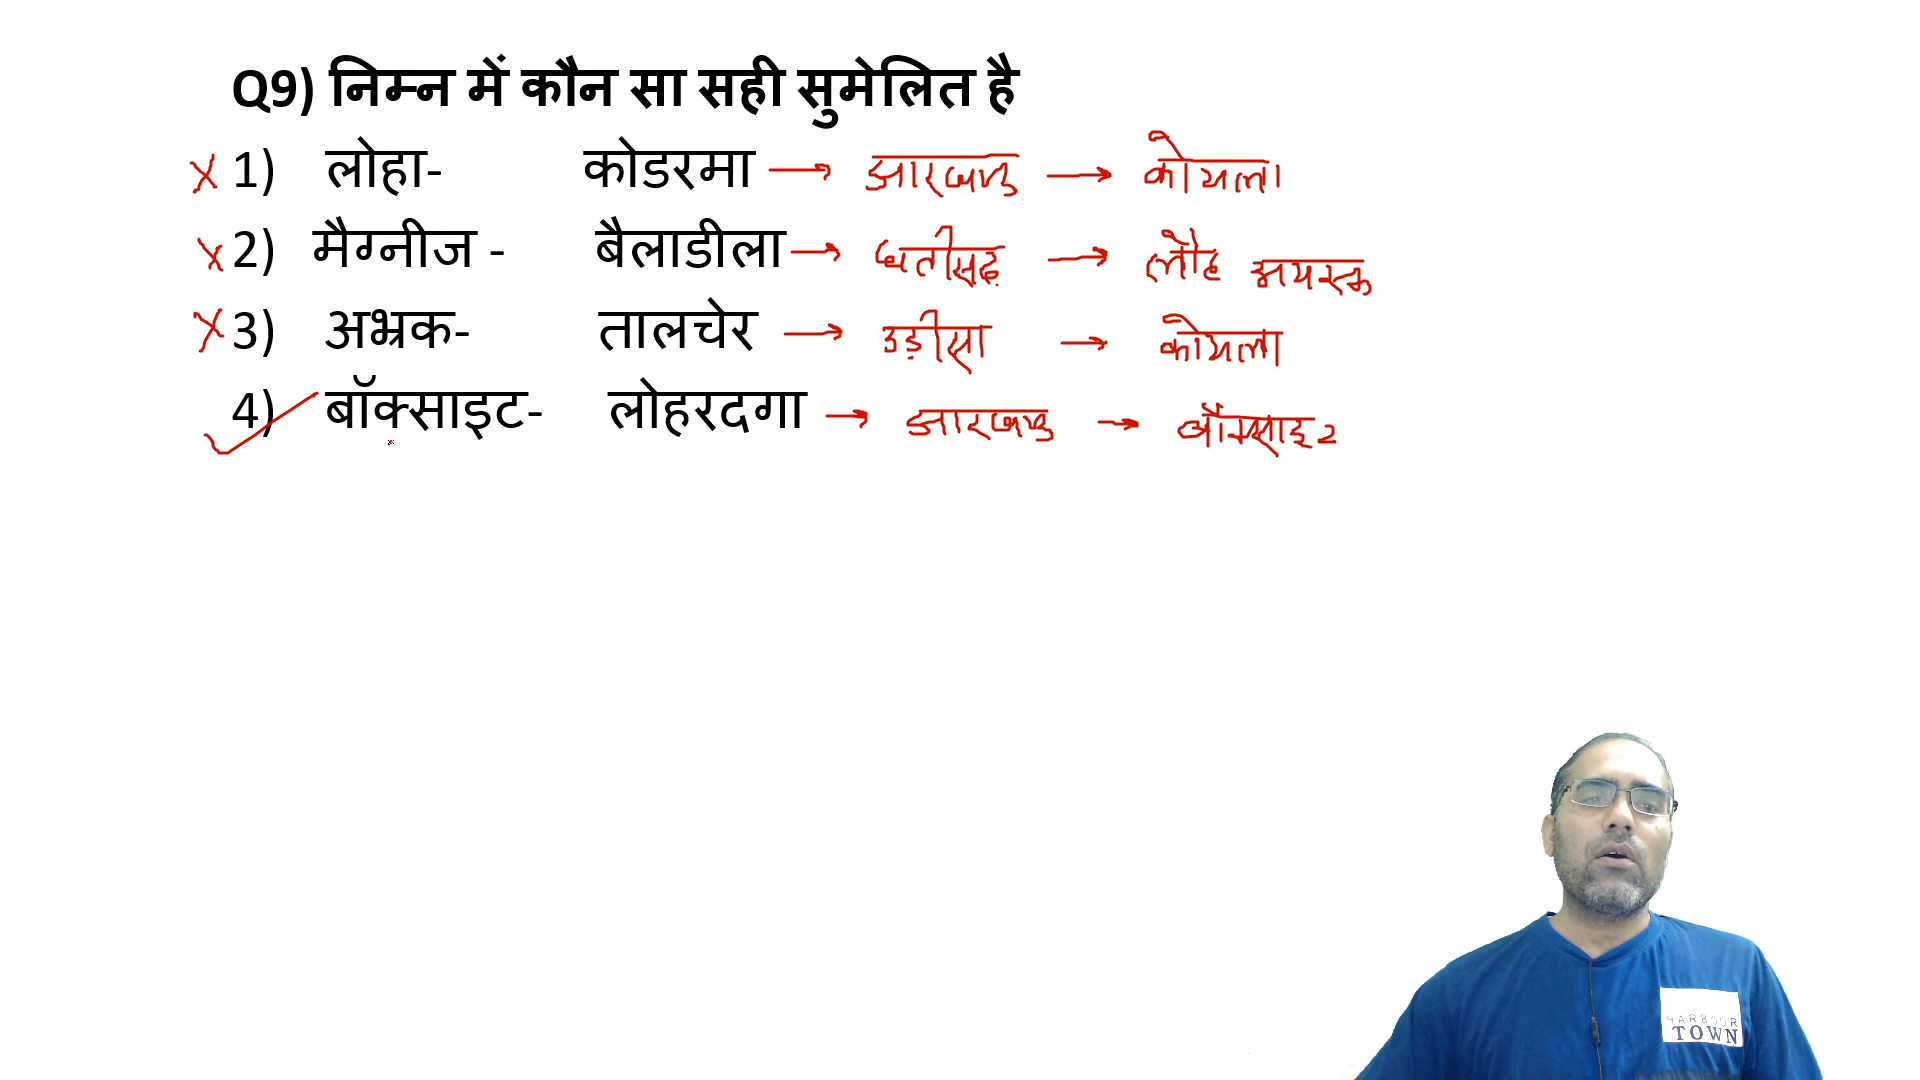 Q9) निम्न में कौन सा सही सुमेलित है
x 1) लोहा- कोडरमा → झारखण्ड → कोयला
x 2) मैग्नीज - बैलाडीला → छत्तीसगढ़ → लौह अयस्क
x 3) अभ्रक- तालचेर → उड़ीसा → कोयला
4) बॉक्साइट- लोहरदगा → झारखण्ड → बौक्साइट
HARBOUR
TOWN